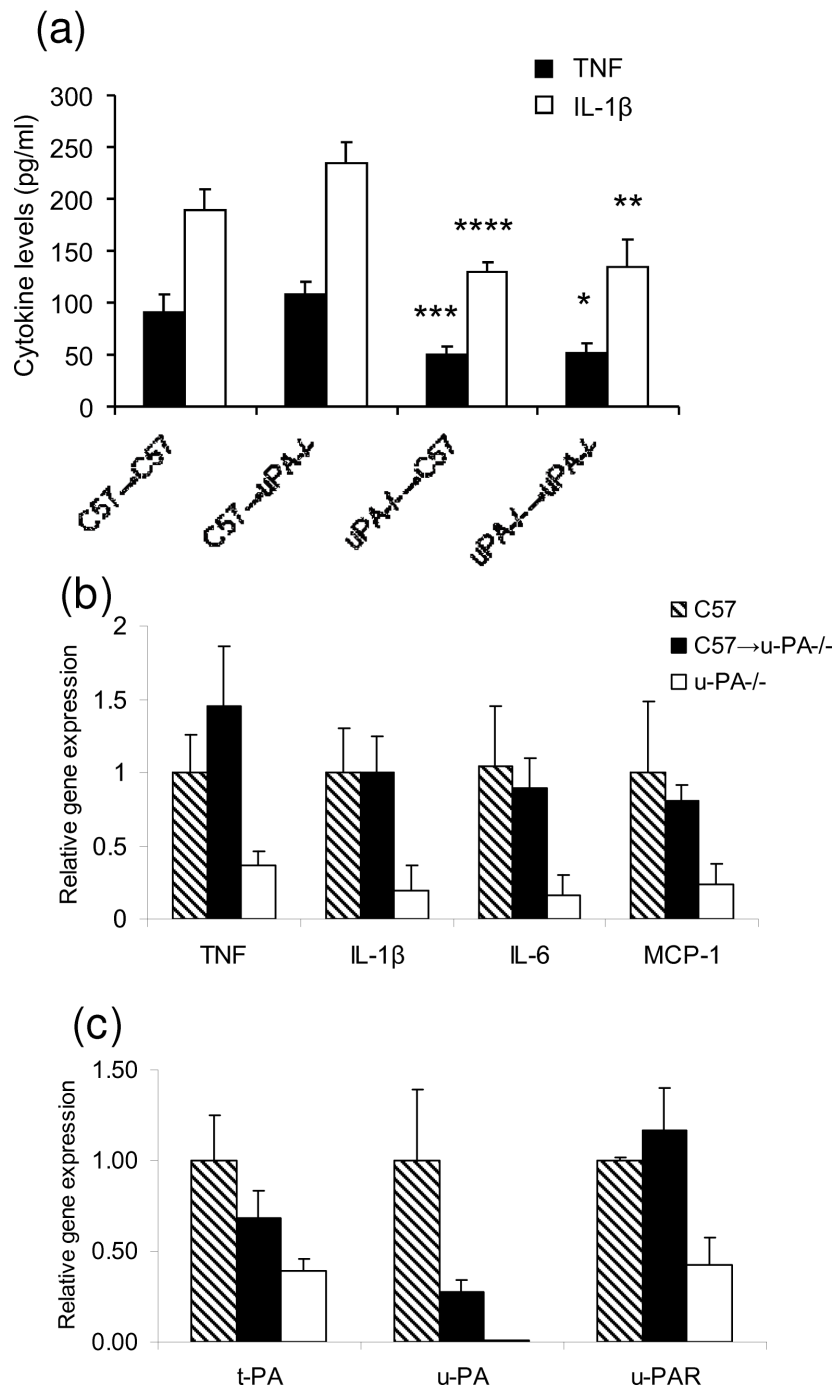 (a)
TNF
IL-1β
Cytokine levels (pg/ml)
300
250
200
150
100
50
0
****
**
***
*
C57→C57
C57→uPA-/-
uPA-/-→C57
uPA-/-→uPA-/-
(b)
C57
C57→u-PA-/-
u-PA-/-
Relative gene expression
2
1.5
1
0.5
0
TNF IL-1β IL-6 MCP-1
(c)
Relative gene expression
1.50
1.00
0.50
0.00
t-PA u-PA u-PAR